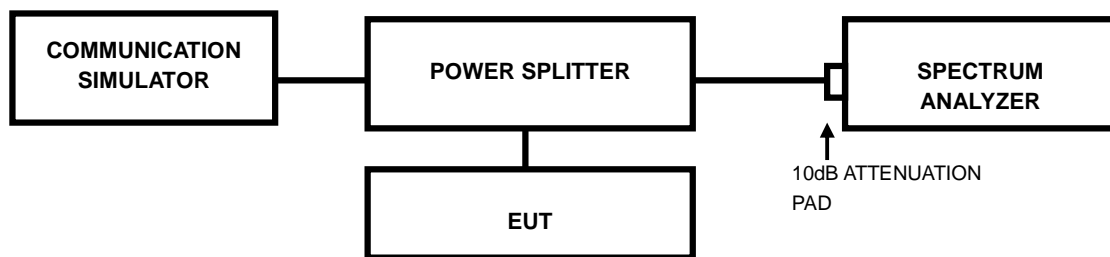 COMMUNICATION
SIMULATOR
POWER SPLITTER
SPECTRUM
ANALYZER
10dB ATTENUATION
PAD
EUT